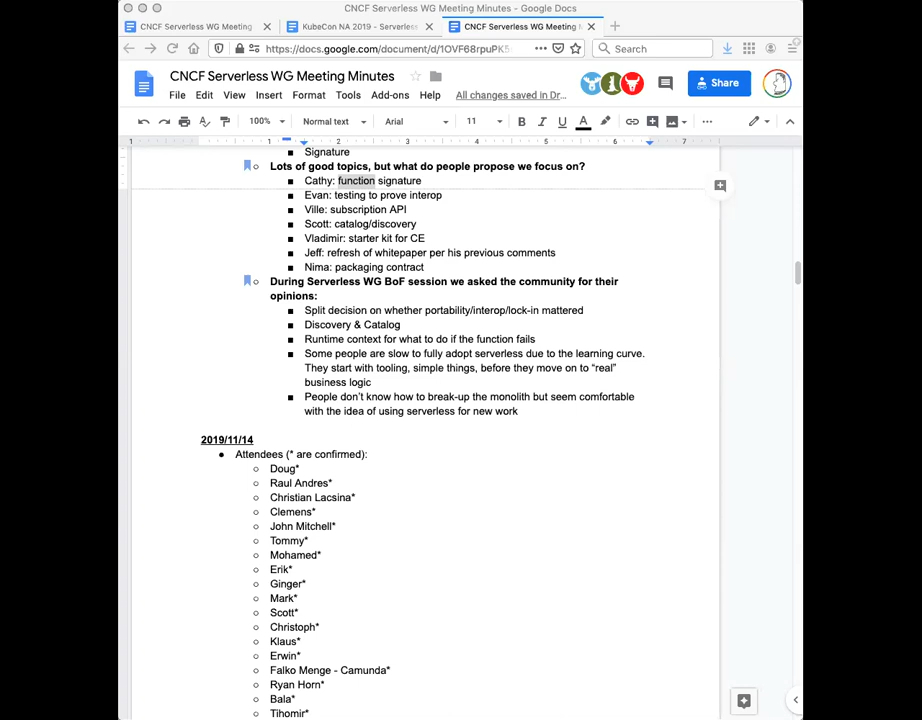 CNCF Serverless WG Meeting Minutes - Google Docs
CNCF Serverless WG Meeting
KubeCon NA 2019 - Serverless
CNCF Serverless WG Meeting M
https://docs.google.com/document/d/1OVF68rpuPK5
Search
CNCF Serverless WG Meeting Minutes
Share
File Edit View Insert Format Tools Add-ons Help All changes saved in Dr...
100% Normal text Arial 11 B I U A
1 1 2 3 4 5 6 7
Signature
Lots of good topics, but what do people propose we focus on?
Cathy: function signature
Evan: testing to prove interop
Ville: subscription API
Scott: catalog/discovery
Vladimir: starter kit for CE
Jeff: refresh of whitepaper per his previous comments
Nima: packaging contract
During Serverless WG BoF session we asked the community for their
opinions:
Split decision on whether portability/interop/lock-in mattered
Discovery & Catalog
Runtime context for what to do if the function fails
Some people are slow to fully adopt serverless due to the learning curve.
They start with tooling, simple things, before they move on to “real”
business logic
People don’t know how to break-up the monolith but seem comfortable
with the idea of using serverless for new work
2019/11/14
Attendees (* are confirmed):
Doug*
Raul Andres*
Christian Lacsina*
Clemens*
John Mitchell*
Tommy*
Mohamed*
Erik*
Ginger*
Mark*
Scott*
Christoph*
Klaus*
Erwin*
Falko Menge - Camunda*
Ryan Horn*
Bala*
Tihomir*